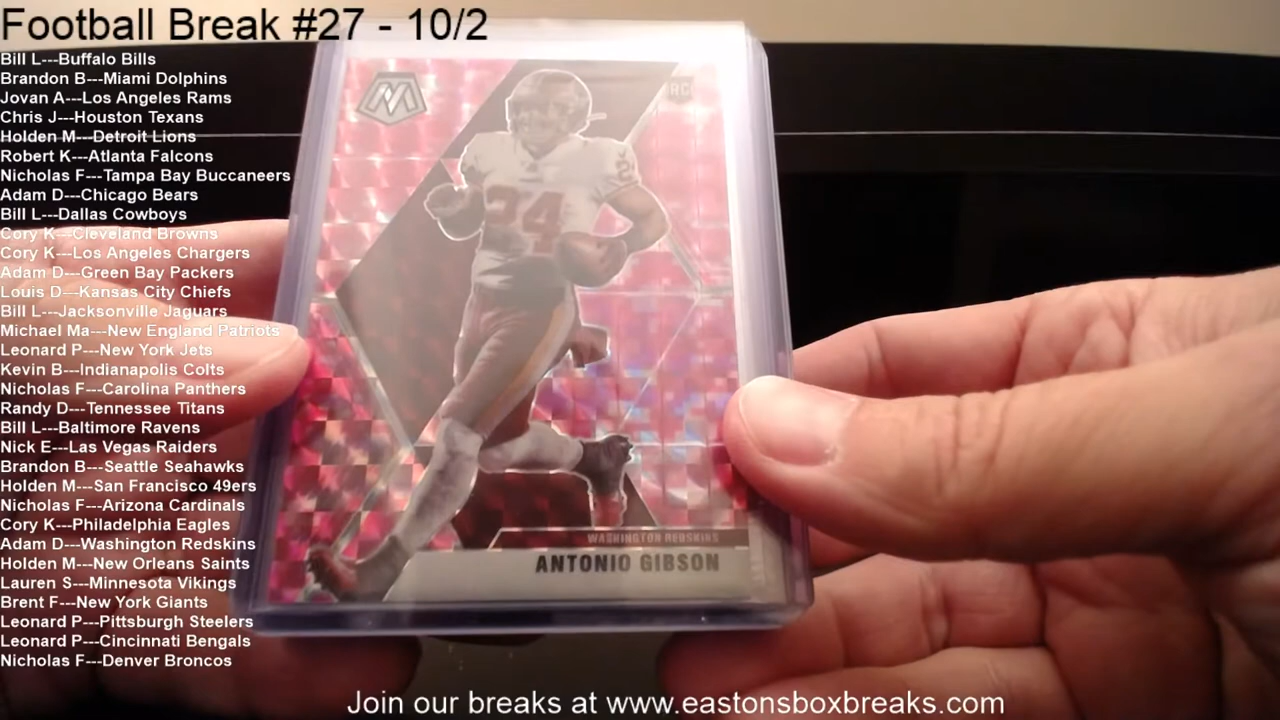 Football Break #27 - 10/2
Bill L---Buffalo Bills
Brandon B---Miami Dolphins
Jovan A---Los Angeles Rams
Chris J---Houston Texans
Holden M---Detroit Lions
Robert K---Atlanta Falcons
Nicholas F---Tampa Bay Buccaneers
Adam D---Chicago Bears
Bill L---Dallas Cowboys
Cory K---Cleveland Browns
Cory K---Los Angeles Chargers
Adam D---Green Bay Packers
Louis D---Kansas City Chiefs
Bill L---Jacksonville Jaguars
Michael Ma---New England Patriots
Leonard P---New York Jets
Kevin B---Indianapolis Colts
Nicholas F---Carolina Panthers
Randy D---Tennessee Titans
Bill L---Baltimore Ravens
Nick E---Las Vegas Raiders
Brandon B---Seattle Seahawks
Holden M---San Francisco 49ers
Nicholas F---Arizona Cardinals
Cory K---Philadelphia Eagles
Adam D---Washington Redskins
Holden M---New Orleans Saints
Lauren S---Minnesota Vikings
Brent F---New York Giants
Leonard P---Pittsburgh Steelers
Leonard P---Cincinnati Bengals
Nicholas F---Denver Broncos
M
RC
24
WASHINGTON REDSKINS
ANTONIO GIBSON
Join our breaks at www.eastonsboxbreaks.com